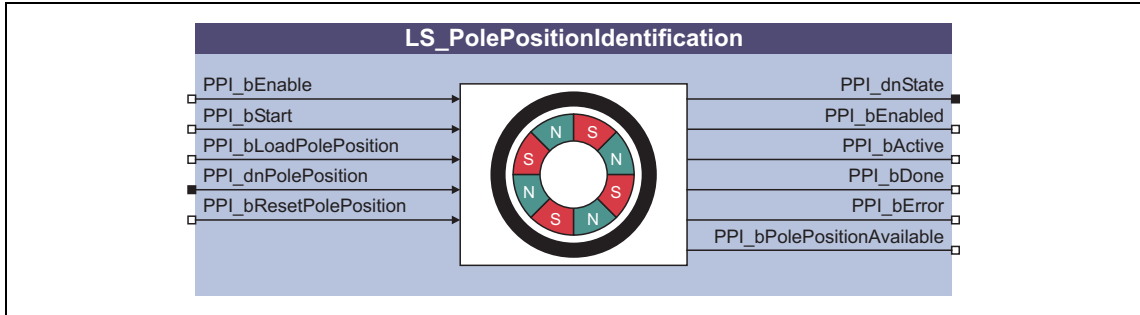 LS_PolePositionIdentification
PPI_bEnable
PPI_bStart
PPI_bLoadPolePosition
PPI_dnPolePosition
PPI_bResetPolePosition
N S
S N
N S
S N
PPI_dnState
PPI_bEnabled
PPI_bActive
PPI_bDone
PPI_bError
PPI_bPolePositionAvailable